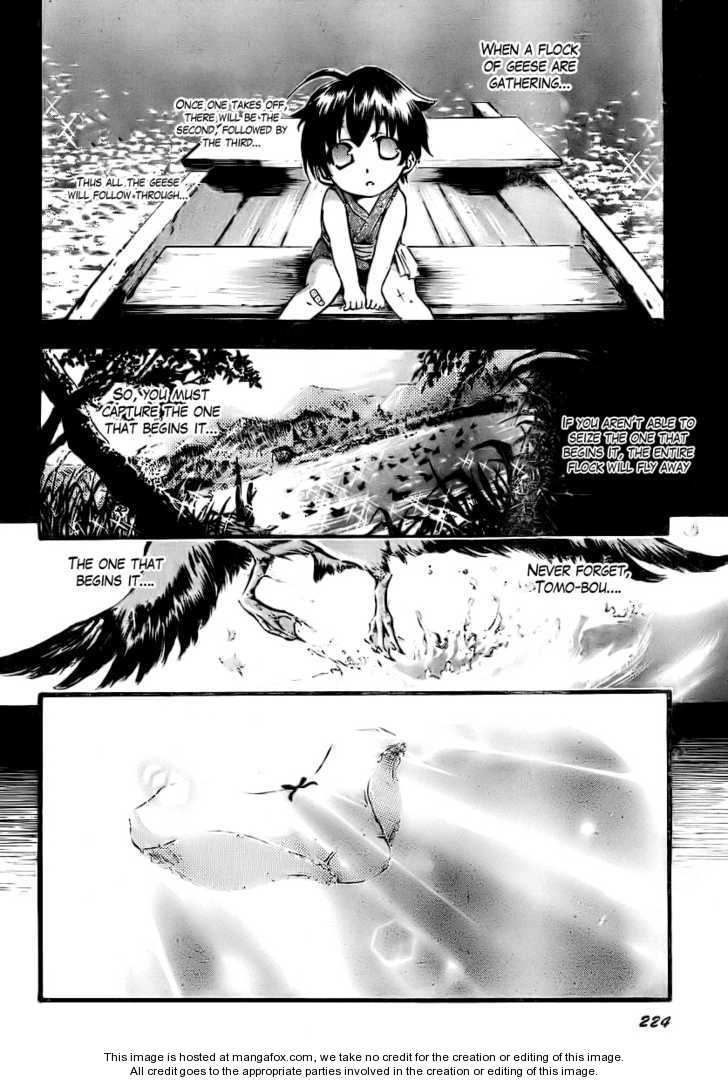 WHEN A FLOCK
OF GEESE ARE
GATHERING...
ONCE ONE TAKES OFF,
THERE WILL BE THE
SECOND, FOLLOWED BY
THE THIRD...
THUS ALL THE GEESE
WILL FOLLOW THROUGH...
SO, YOU MUST
CAPTURE THE ONE
THAT BEGINS IT...
IF YOU AREN'T ABLE TO
SEIZE THE ONE THAT
BEGINS IT, THE ENTIRE
FLOCK WILL FLY AWAY
THE ONE THAT
BEGINS IT....
NEVER FORGET,
TOMO-BOU....
224
This image is hosted at mangafox.com, we take no credit for the creation or editing of this image.
All credit goes to the appropriate parties involved in the creation or editing of this image.